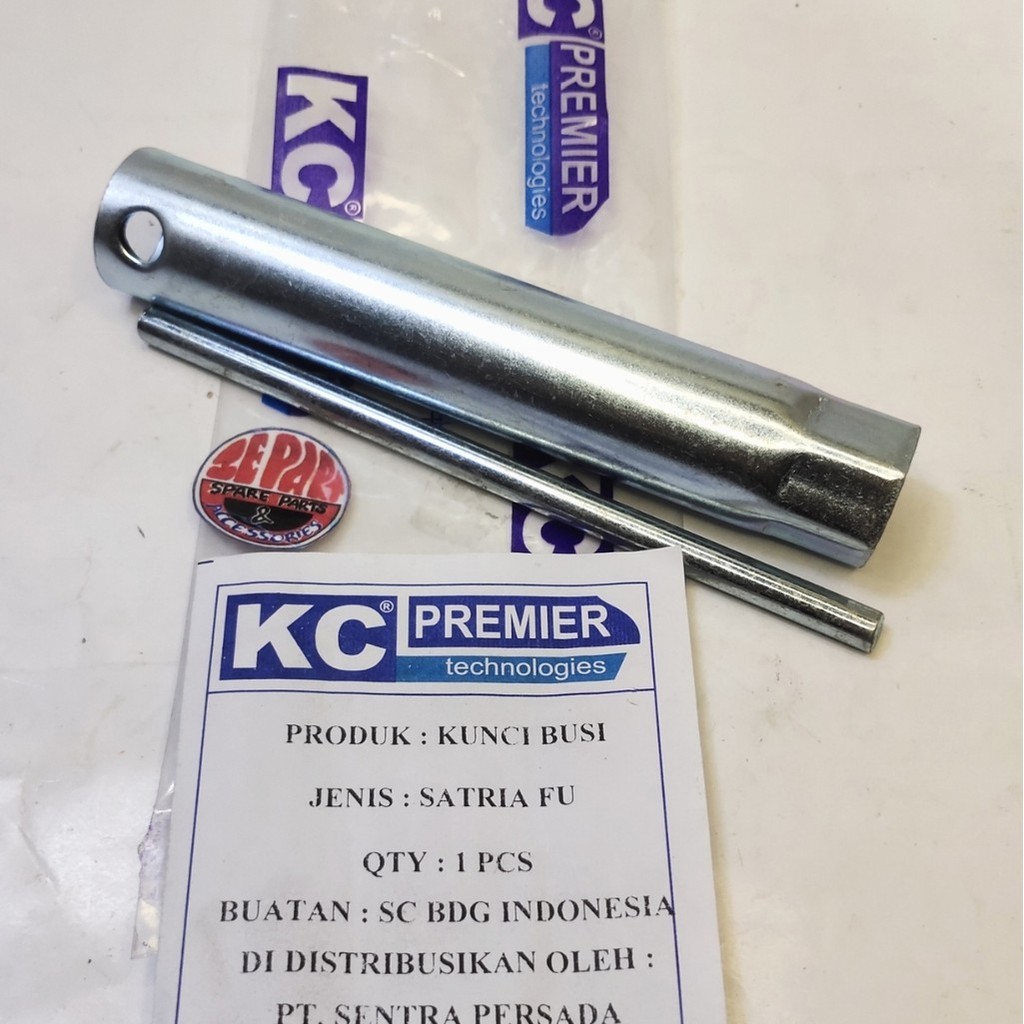 C®
PREMIER
technologies
KC®
KC
ZEPART
SPARE PARTS
&
ACCESSORIES
KC® PREMIER
technologies
PRODUK : KUNCI BUSI
JENIS : SATRIA FU
QTY : 1 PCS
BUATAN : SC BDG INDONESIA
DI DISTRIBUSIKAN OLEH :
PT. SENTRA PERSADA